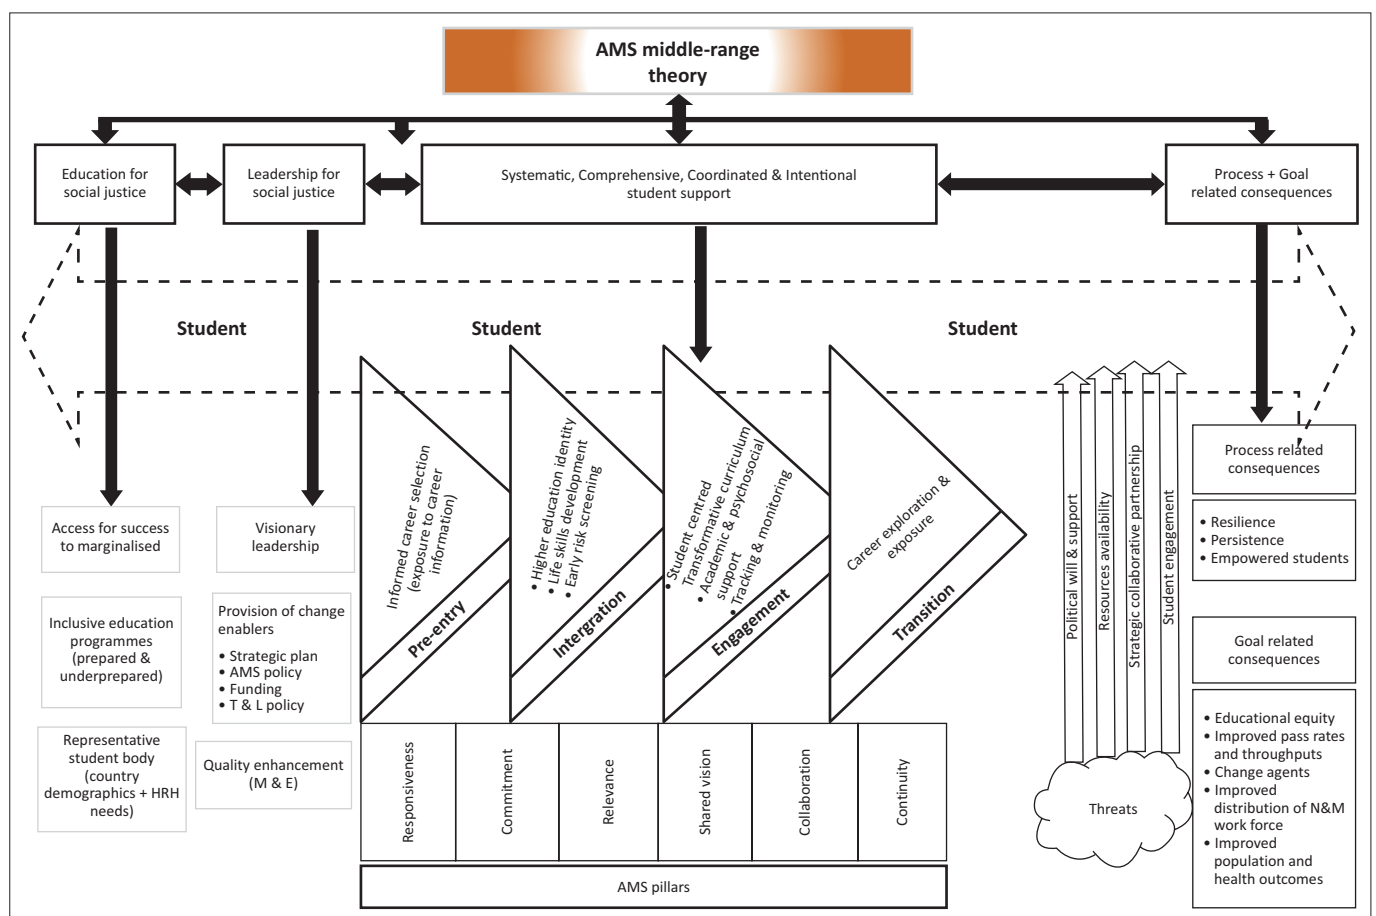 AMS middle-range
theory
Education for
social justice
Leadership for
social justice
Systematic, Comprehensive, Coordinated & Intentional
student support
Process + Goal
related consequences
Student
Student
Student
Access for success
to marginalised
Inclusive education
programmes
(prepared &
underprepared)
Representative
student body
(country
demographics + HRH
needs)
Visionary
leadership
Provision of change
enablers
• Strategic plan
• AMS policy
• Funding
• T & L policy
Quality enhancement
(M & E)
Informed career selection
(exposure to career
information)
Pre-entry
• Higher education identity
• Life skills development
• Early risk screening
Intergration
• Student centred
Transformative curriculum
• Academic & psychosocial
support
• Tracking & monitoring
Engagement
Career exploration &
exposure
Transition
Responsiveness
Commitment
Relevance
Shared vision
Collaboration
Continuity
AMS pillars
Political will & support
Resources availability
Strategic collaborative partnership
Student engagement
Threats
Process related
consequences
• Resilience
• Persistence
• Empowered students
Goal related
consequences
• Educational equity
• Improved pass rates
and throughputs
• Change agents
• Improved
distribution of N&M
work force
• Improved
population and
health outcomes